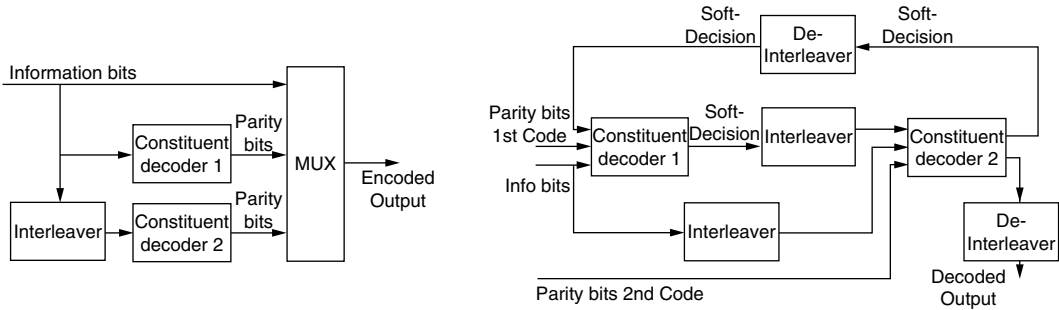 Information bits
Parity
bits
Constituent
decoder 1
MUX
Encoded
Output
Parity
bits
Interleaver
Constituent
decoder 2
Soft-
Decision
De-
Interleaver
Soft-
Decision
Parity bits
1st Code
Constituent
decoder 1
Soft-
Decision
Interleaver
Constituent
decoder 2
Info bits
Interleaver
De-
Interleaver
Parity bits 2nd Code
Decoded
Output